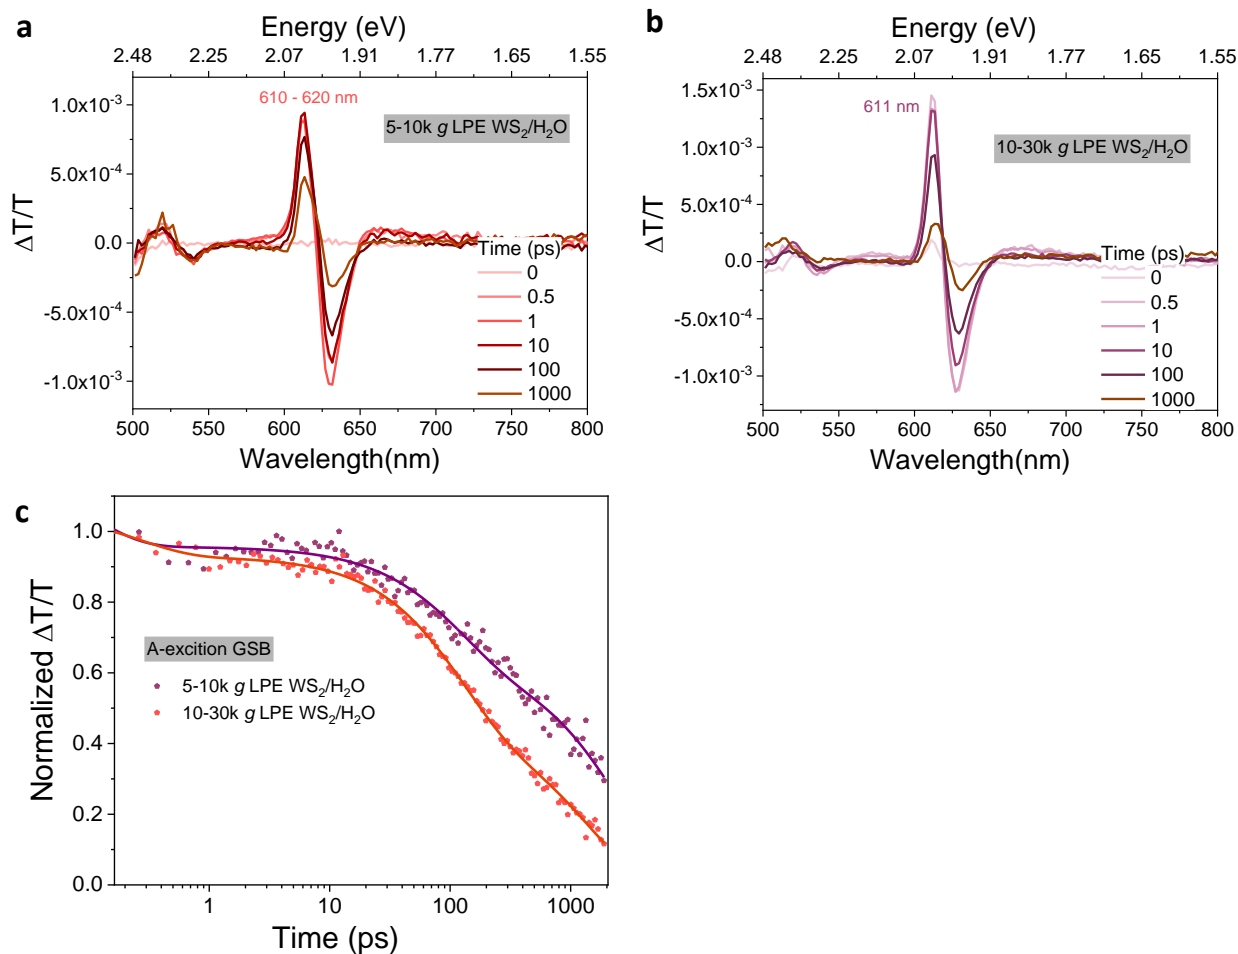 a
Energy (eV)
2.48 2.25 2.07 1.91 1.77 1.65 1.55
1.0x10⁻³
5.0x10⁻⁴
0.0
-5.0x10⁻⁴
-1.0x10⁻³
ΔT/T
610 - 620 nm
5-10k g LPE WS₂/H₂O
Time (ps)
0
0.5
1
10
100
1000
500 550 600 650 700 750 800
Wavelength(nm)
b
Energy (eV)
2.48 2.25 2.07 1.91 1.77 1.65 1.55
1.5x10⁻³
1.0x10⁻³
5.0x10⁻⁴
0.0
-5.0x10⁻⁴
-1.0x10⁻³
ΔT/T
611 nm
10-30k g LPE WS₂/H₂O
Time (ps)
0
0.5
1
10
100
1000
500 550 600 650 700 750 800
Wavelength(nm)
c
1.0
0.8
0.6
0.4
0.2
0.0
Normalized ΔT/T
A-excition GSB
5-10k g LPE WS₂/H₂O
10-30k g LPE WS₂/H₂O
1 10 100 1000
Time (ps)